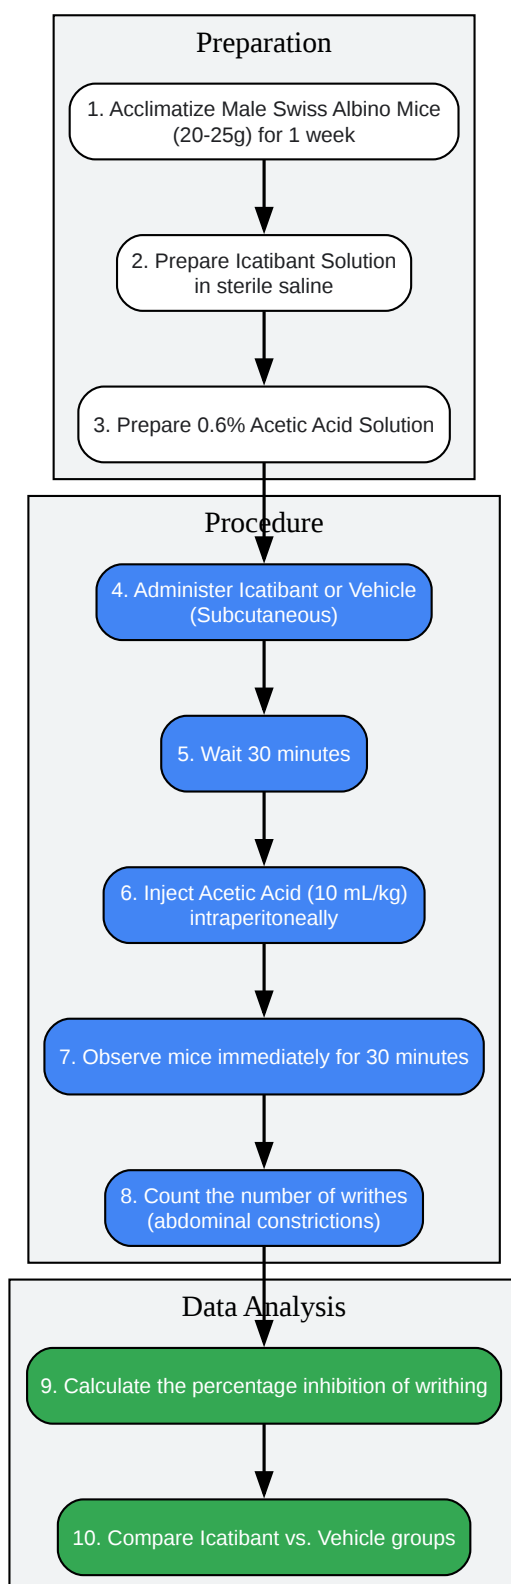 Preparation
1. Acclimatize Male Swiss Albino Mice
(20-25g) for 1 week
2. Prepare Icatibant Solution
in sterile saline
3. Prepare 0.6% Acetic Acid Solution
Procedure
4. Administer Icatibant or Vehicle
(Subcutaneous)
5. Wait 30 minutes
6. Inject Acetic Acid (10 mL/kg)
intraperitoneally
7. Observe mice immediately for 30 minutes
8. Count the number of writhes
(abdominal constrictions)
Data Analysis
9. Calculate the percentage inhibition of writhing
10. Compare Icatibant vs. Vehicle groups